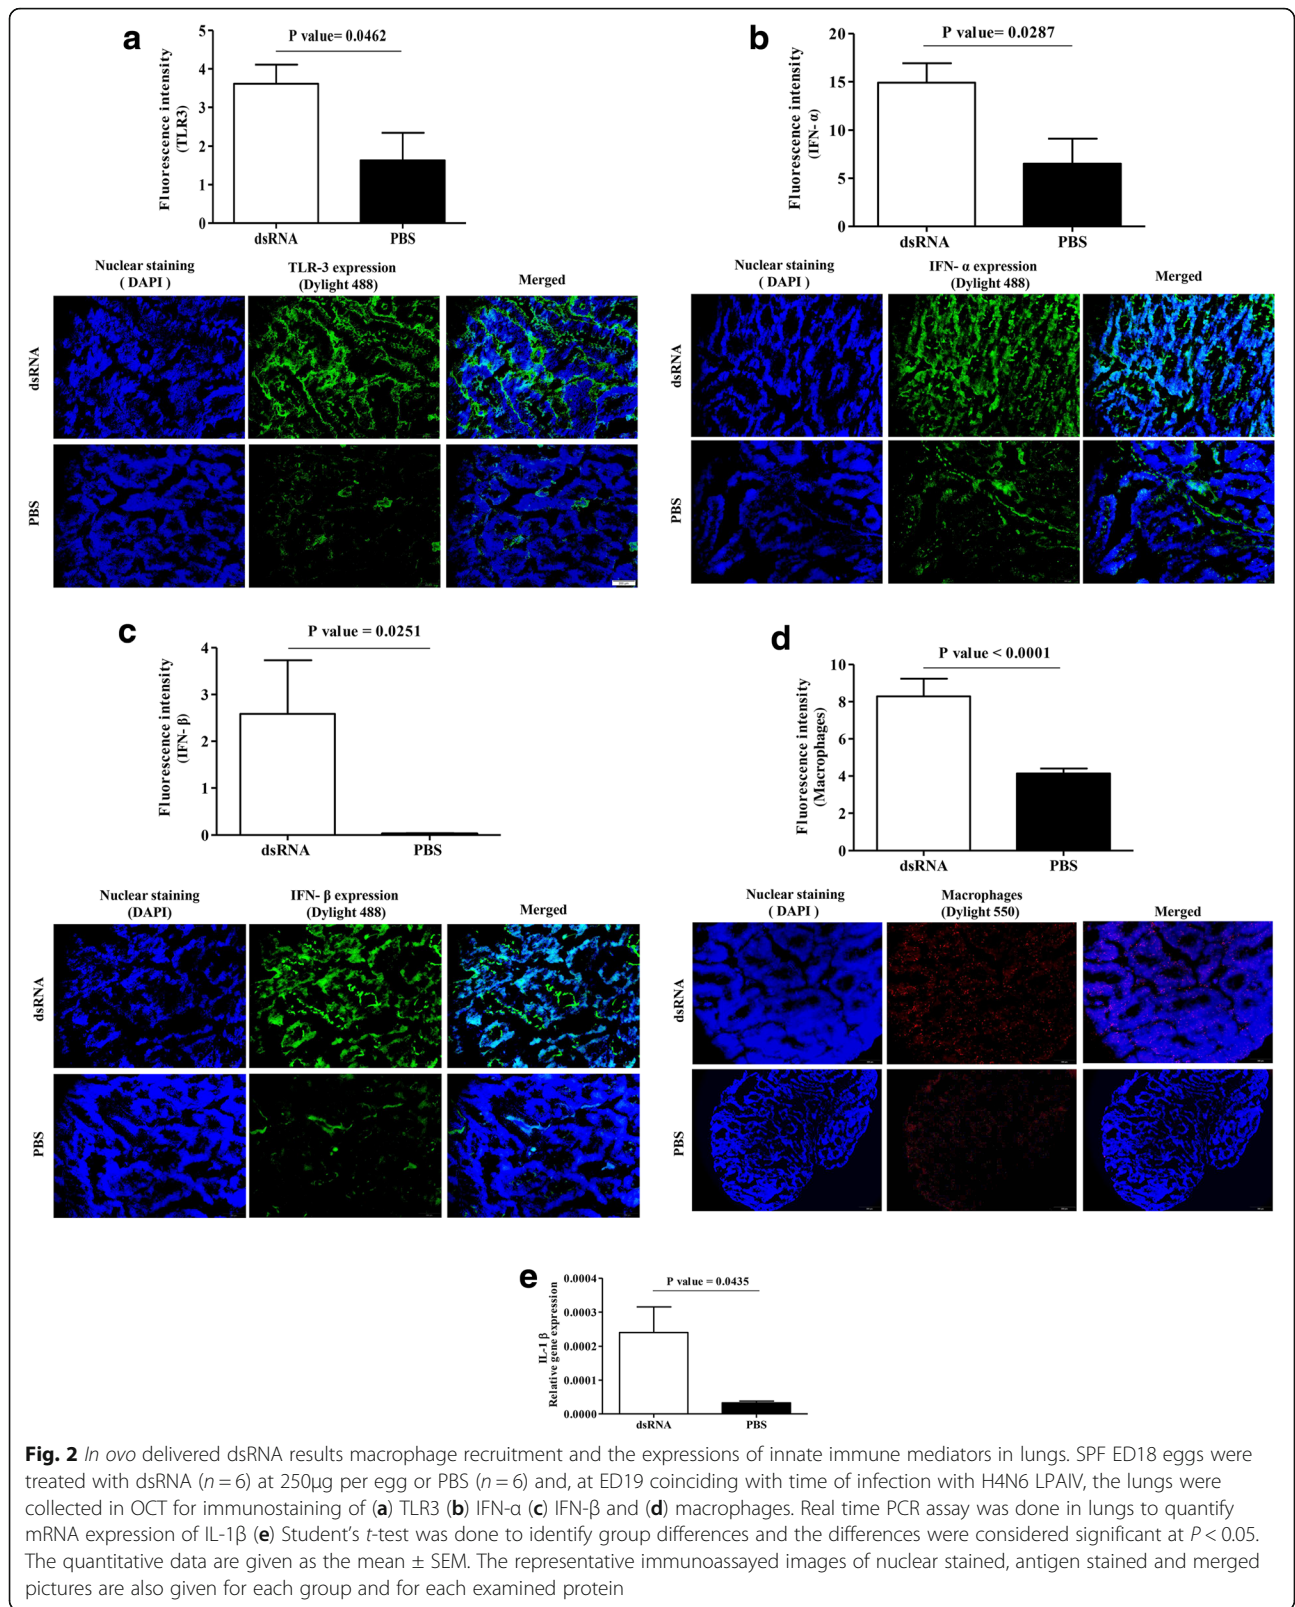 a
P value= 0.0462
Fluorescence intensity
(TLR3)
5
4
3
2
1
0
dsRNA PBS
Nuclear staining
( DAPI )
TLR-3 expression
(Dylight 488)
Merged
dsRNA
PBS
b
P value= 0.0287
Fluorescence intensity
(IFN- α)
20
15
10
5
0
dsRNA PBS
Nuclear staining
( DAPI )
IFN- α expression
(Dylight 488)
Merged
dsRNA
PBS
c
P value = 0.0251
Fluorescence intensity
(IFN- β)
4
3
2
1
0
dsRNA PBS
Nuclear staining
(DAPI)
IFN- β expression
(Dylight 488)
Merged
dsRNA
PBS
d
P value < 0.0001
Fluorescence intensity
(Macrophages)
10
8
6
4
2
0
dsRNA PBS
Nuclear staining
( DAPI )
Macrophages
(Dylight 550)
Merged
dsRNA
PBS
e
P value = 0.0435
IL-1 β
Relative gene expression
0.0004
0.0003
0.0002
0.0001
0.0000
dsRNA PBS
Fig. 2 In ovo delivered dsRNA results macrophage recruitment and the expressions of innate immune mediators in lungs. SPF ED18 eggs were
treated with dsRNA (n = 6) at 250μg per egg or PBS (n = 6) and, at ED19 coinciding with time of infection with H4N6 LPAIV, the lungs were
collected in OCT for immunostaining of (a) TLR3 (b) IFN-α (c) IFN-β and (d) macrophages. Real time PCR assay was done in lungs to quantify
mRNA expression of IL-1β (e) Student's t-test was done to identify group differences and the differences were considered significant at P < 0.05.
The quantitative data are given as the mean ± SEM. The representative immunoassayed images of nuclear stained, antigen stained and merged
pictures are also given for each group and for each examined protein